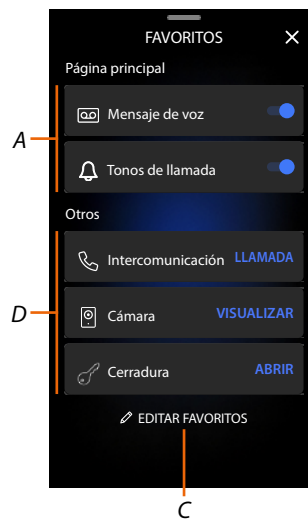 FAVORITOS
Página principal
Mensaje de voz
A
Tonos de llamada
Otros
Intercomunicación LLAMADA
D
Cámara VISUALIZAR
Cerradura ABRIR
EDITAR FAVORITOS
C